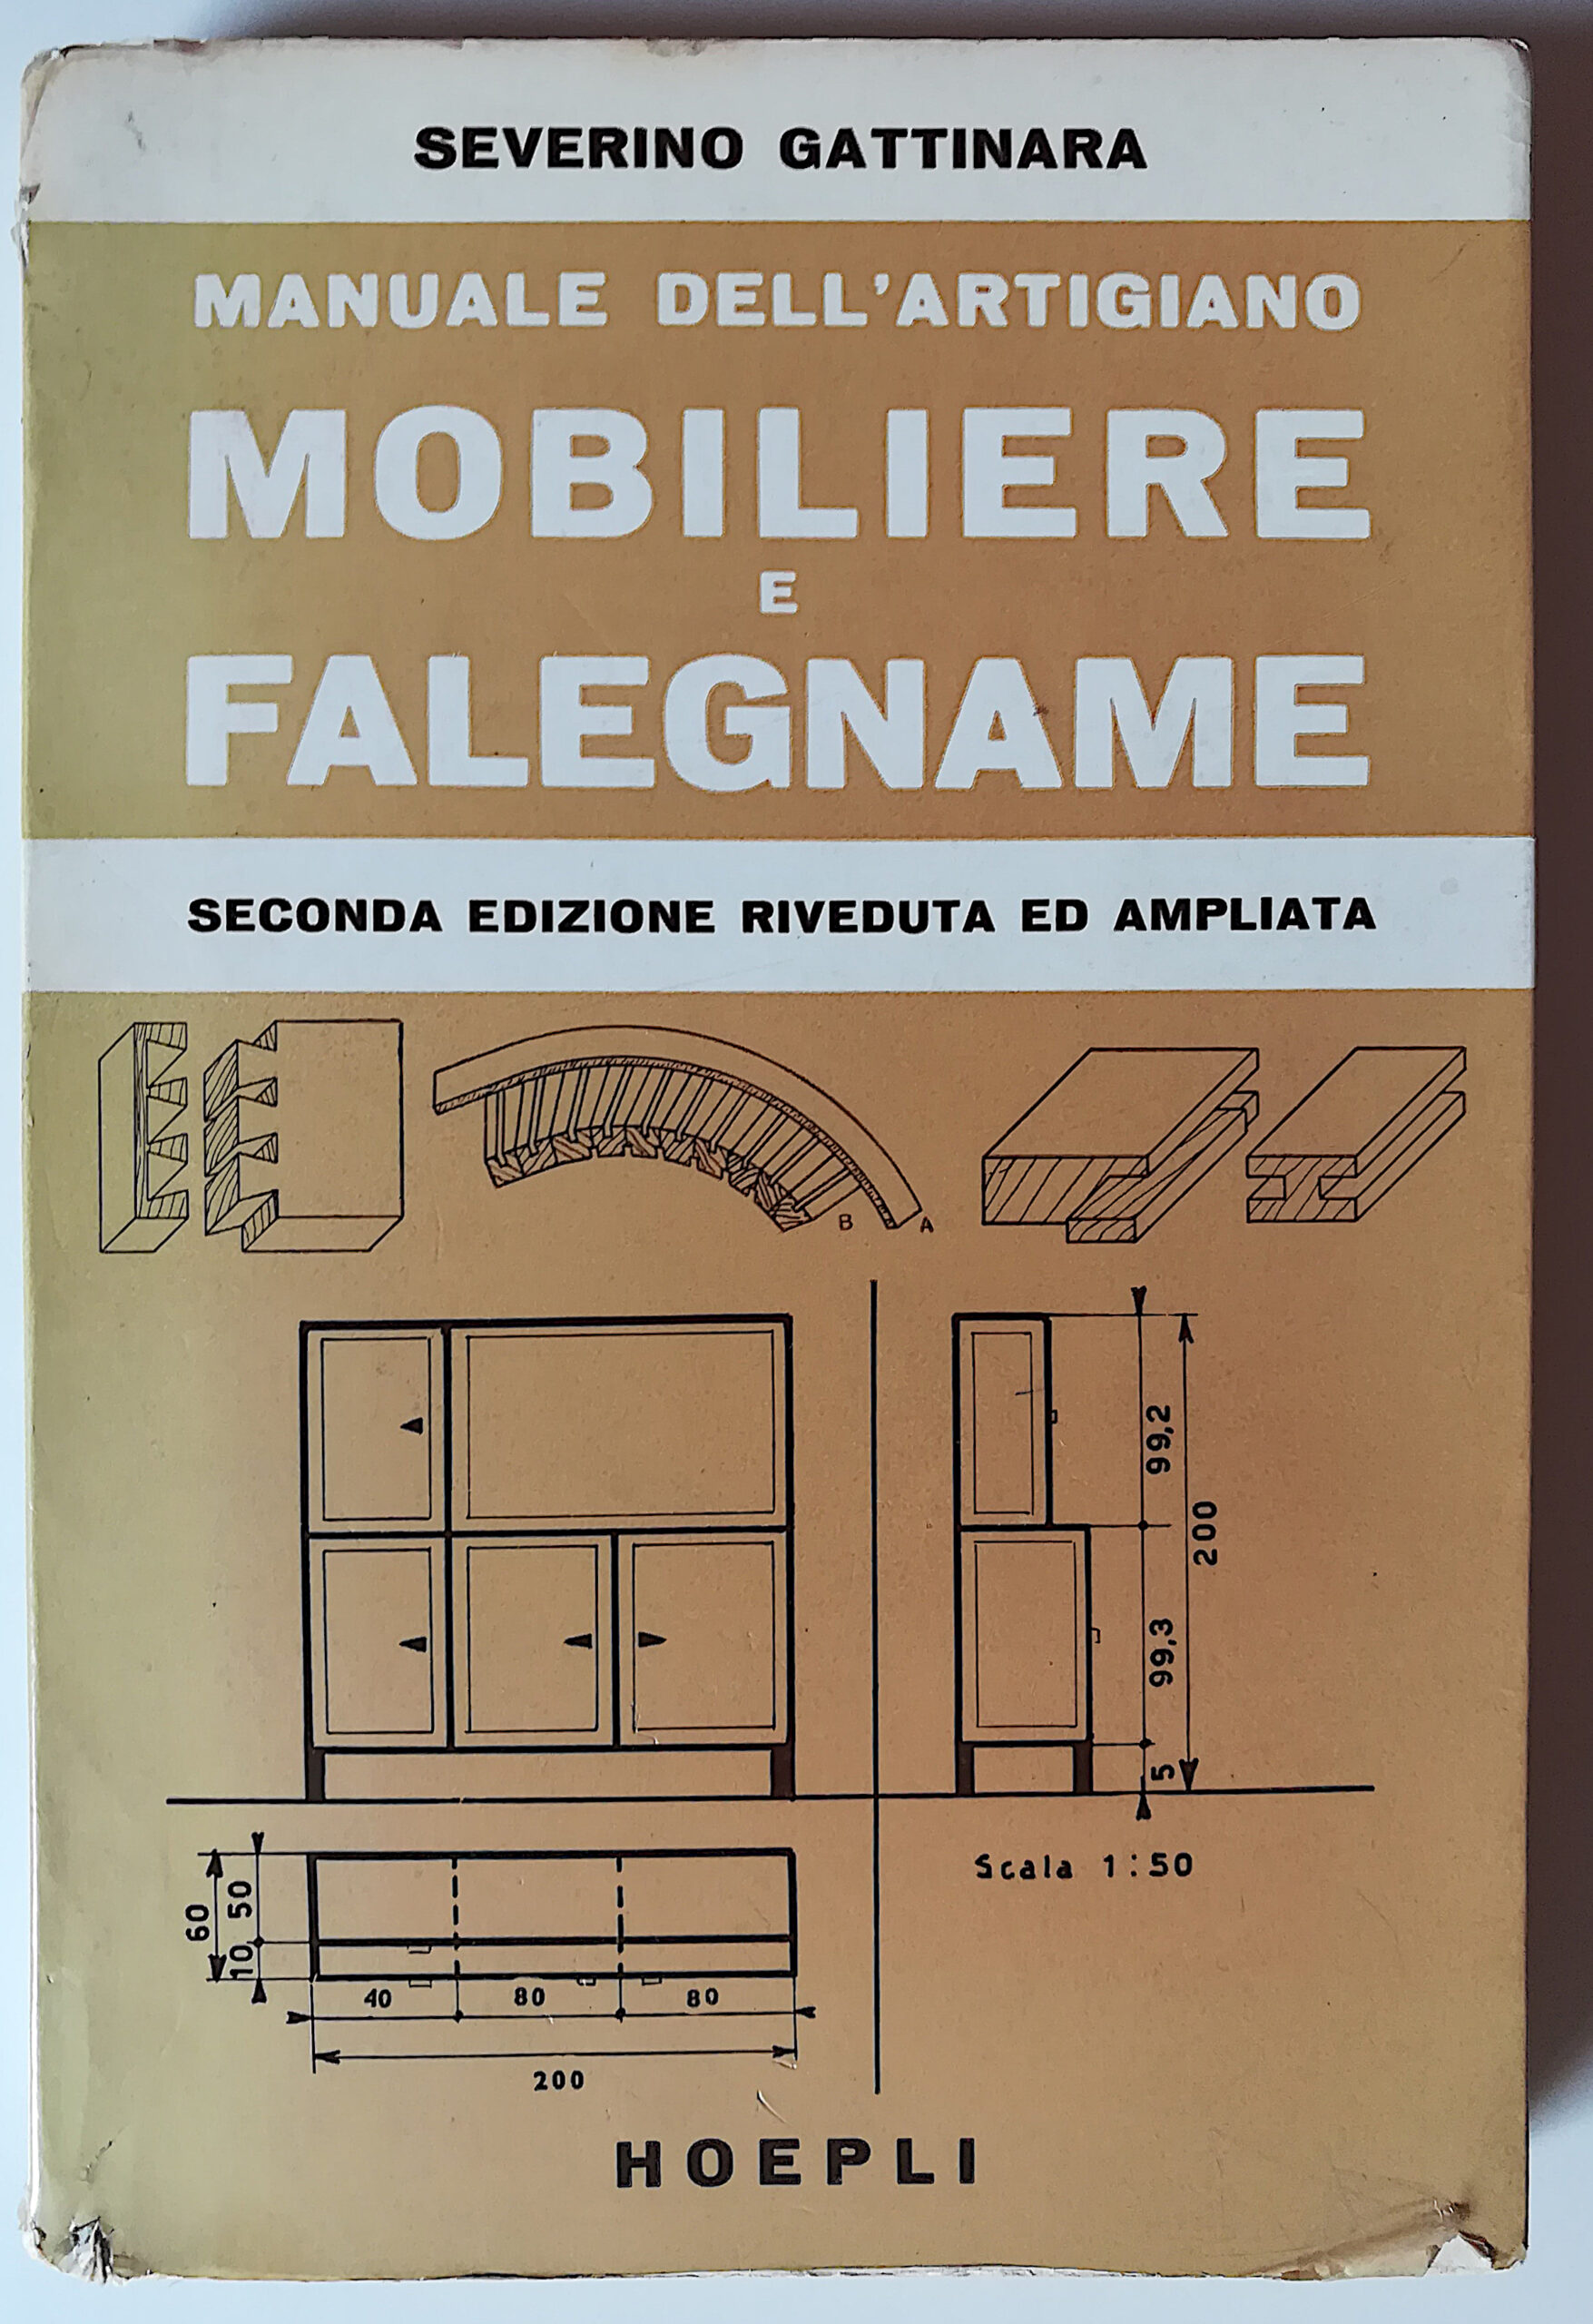 SEVERINO GATTINARA
MANUALE DELL'ARTIGIANO
MOBILIERE
E
FALEGNAME
SECONDA EDIZIONE RIVEDUTA ED AMPLIATA
B A
99,2
200
99,3
5
Scala 1:50
60 50
10
40 80 80
200
HOEPLI